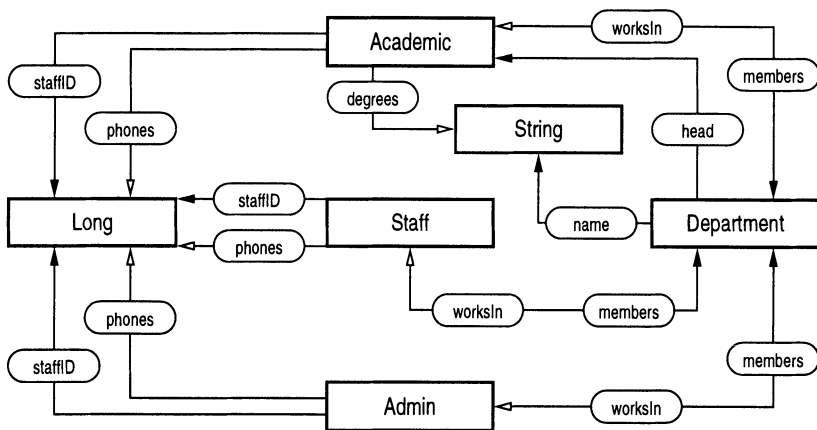 Academic
worksIn
staffID
degrees
members
phones
String
head
staffID
Long
Staff
name
Department
phones
phones
worksIn
members
staffID
members
Admin
worksIn